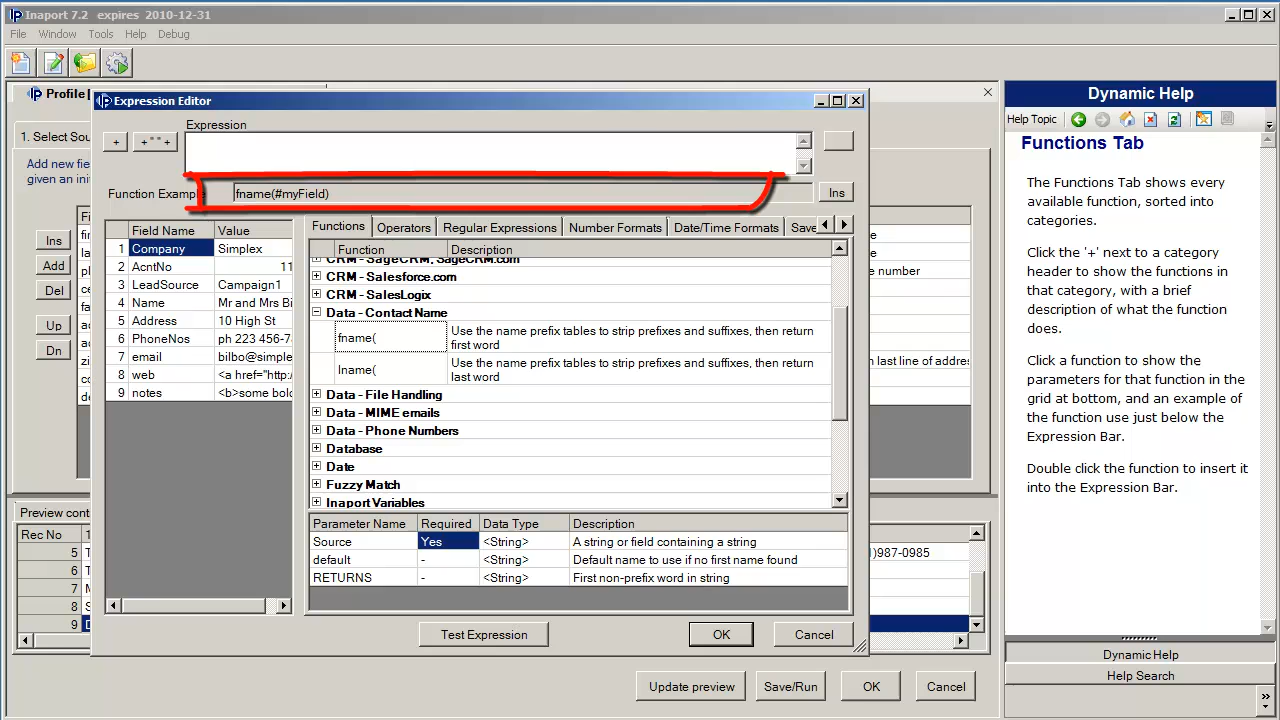 Inaport 7.2 expires 2010-12-31
File Window Tools Help Debug
Profile [
1. Select Sou
Add new fie
given an init
Ins
Add
Del
Up
Dn
Expression Editor
Expression
+
+ " " +
Function Example
fname(#myField)
Ins
Field Name Value
1 Company Simplex
2 AcntNo 11
3 LeadSource Campaign1
4 Name Mr and Mrs Bi
5 Address 10 High St
6 PhoneNos ph 223 456-7
7 email bilbo@simple
8 web <a href="http:/
9 notes <b>some bold
Functions Operators Regular Expressions Number Formats Date/Time Formats Save
Function Description
CRM - SageCRM, SageCRM.com
CRM - Salesforce.com
CRM - SalesLogix
Data - Contact Name
fname( Use the name prefix tables to strip prefixes and suffixes, then return
first word
lname( Use the name prefix tables to strip prefixes and suffixes, then return
last word
Data - File Handling
Data - MIME emails
Data - Phone Numbers
Database
Date
Fuzzy Match
Inaport Variables
Parameter Name Required Data Type Description
Source Yes <String> A string or field containing a string
default - <String> Default name to use if no first name found
RETURNS - <String> First non-prefix word in string
Test Expression
OK
Cancel
e
e number
n last line of addre
Preview cont
Rec No 1
5 T
6 T
7 M
8 S
9 D
)987-0985
Update preview
Save/Run
OK
Cancel
Dynamic Help
Help Topic
Functions Tab
The Functions Tab shows every
available function, sorted into
categories.
Click the '+' next to a category
header to show the functions in
that category, with a brief
description of what the function
does.
Click a function to show the
parameters for that function in the
grid at bottom, and an example of
the function use just below the
Expression Bar.
Double click the function to insert it
into the Expression Bar.
Dynamic Help
Help Search